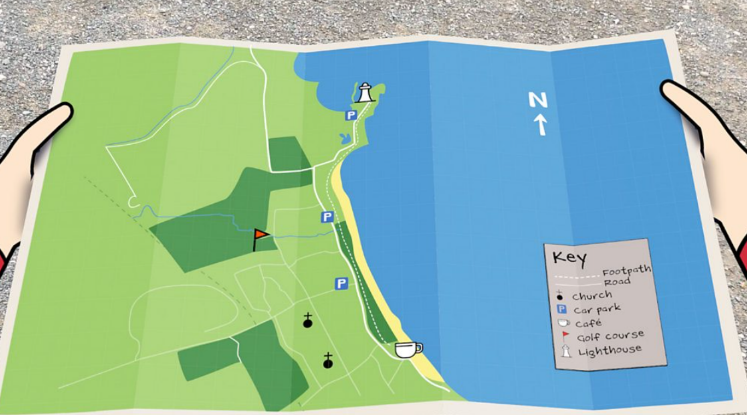 N
P
P
P
Key
Footpath
Road
Church
P Car park
Café
Golf course
Lighthouse